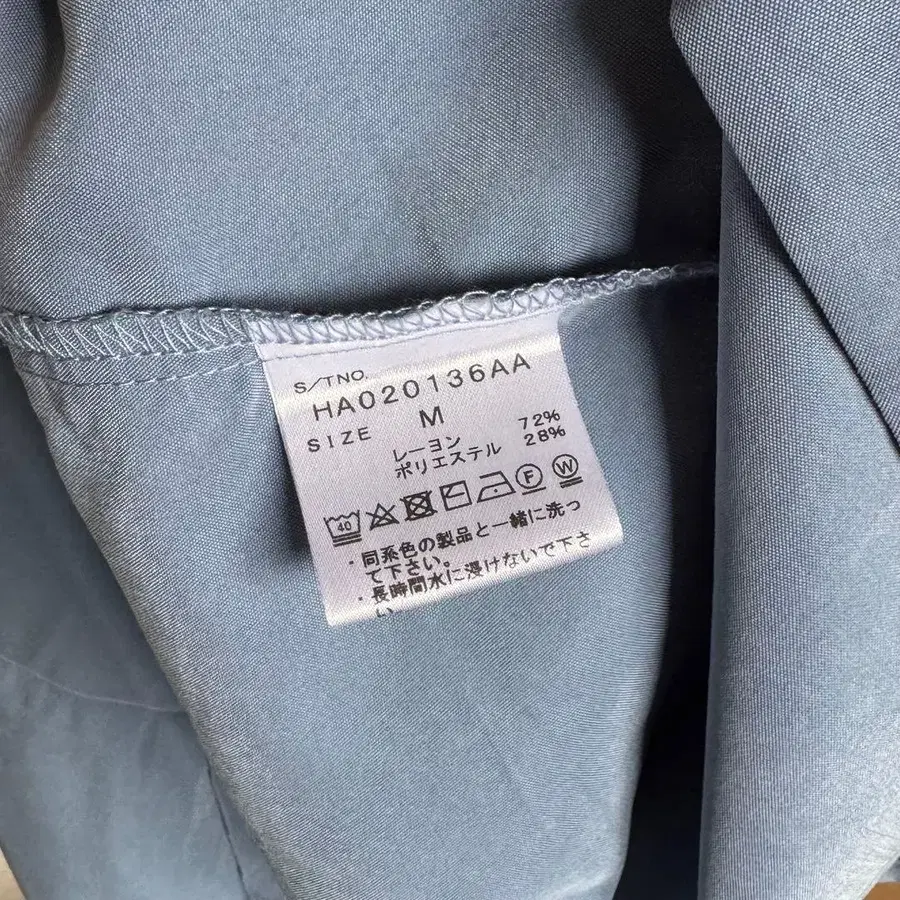 S/TNO.
HA020136AA
SIZE M
レーヨン 72%
ポリエステル 28%
40 F W
・同系色の製品と一緒に洗っ
て下さい。
・長時間水に浸けないで下さ
い